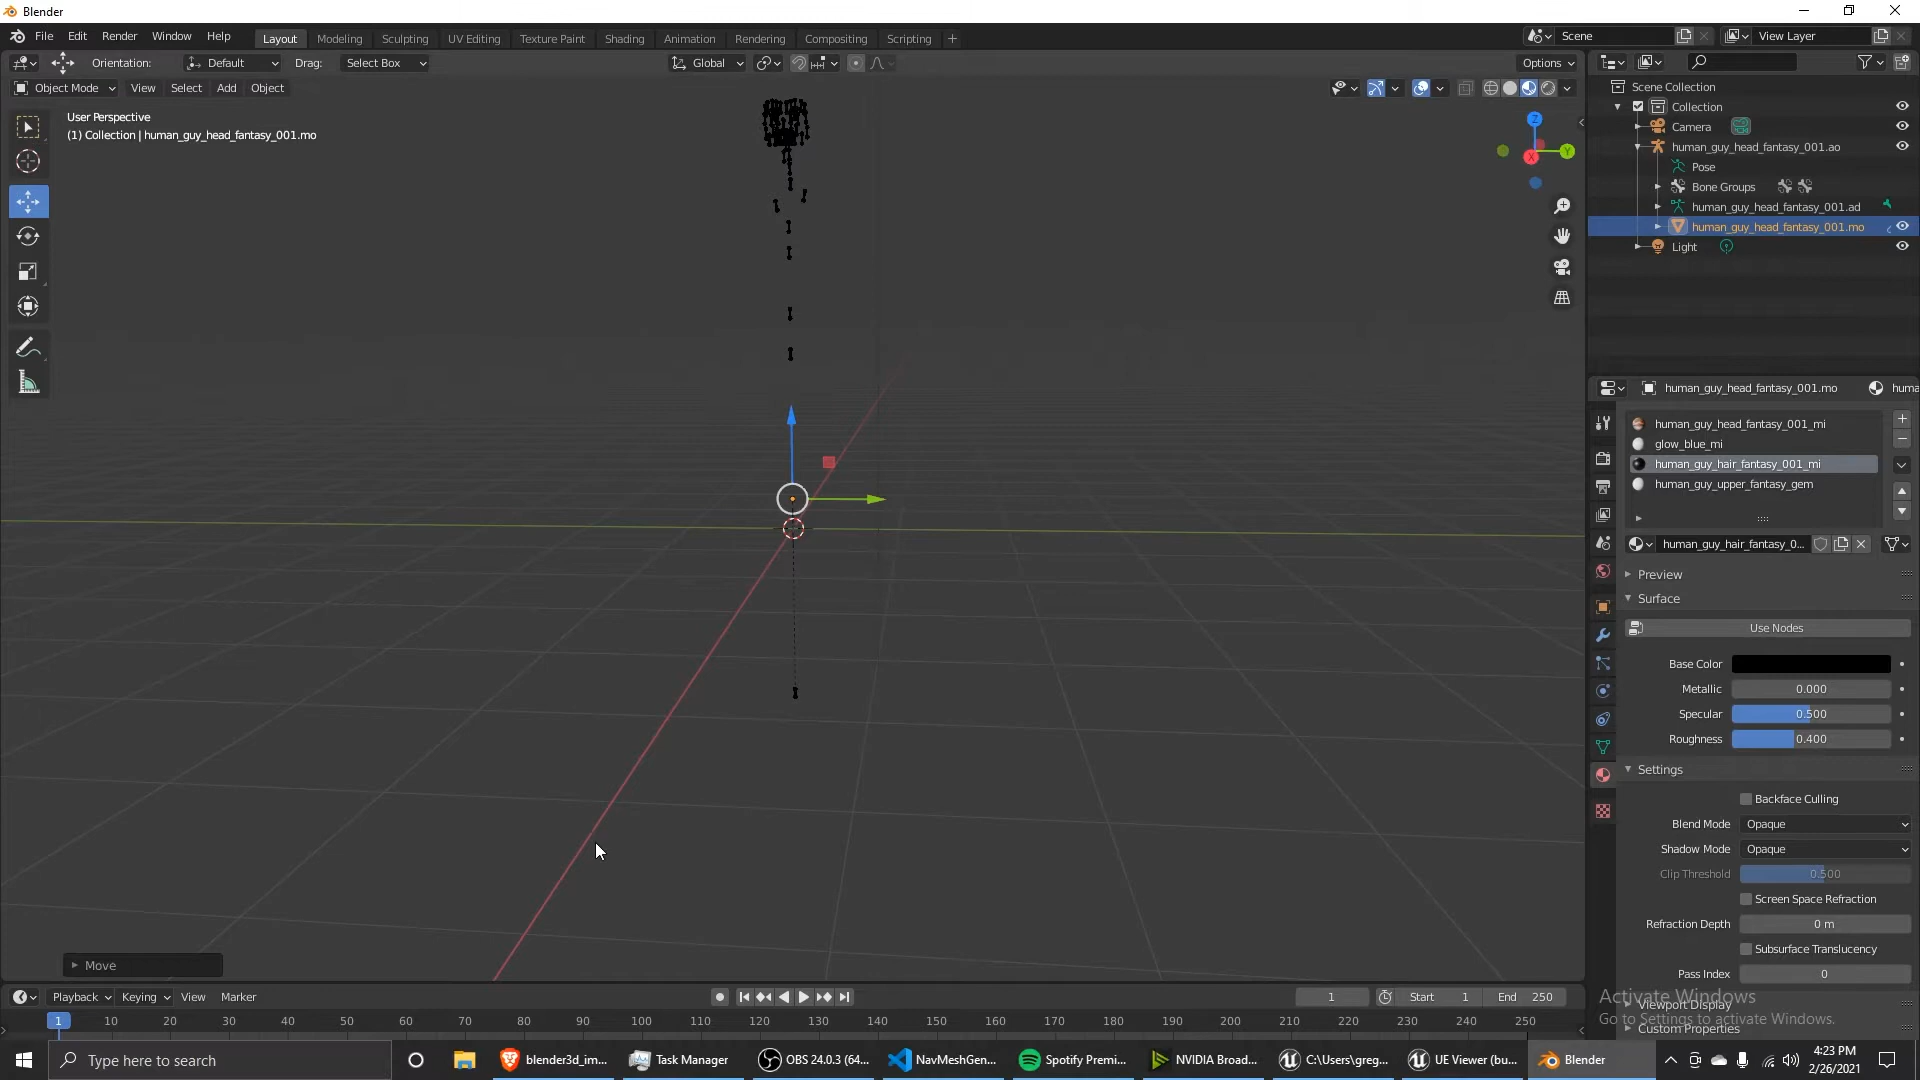 Blender
File Edit Render Window Help
Layout Modeling Sculpting UV Editing Texture Paint Shading Animation Rendering Compositing Scripting +
Scene
View Layer
Orientation: Default Drag: Select Box
Global
Options
Object Mode View Select Add Object
User Perspective
(1) Collection | human_guy_head_fantasy_001.mo
Z
Y
X
Scene Collection
Collection
Camera
human_guy_head_fantasy_001.ao
Pose
Bone Groups
human_guy_head_fantasy_001.ad
human_guy_head_fantasy_001.mo
Light
human_guy_head_fantasy_001.mo huma
human_guy_head_fantasy_001_mi
glow_blue_mi
human_guy_hair_fantasy_001_mi
human_guy_upper_fantasy_gem
human_guy_hair_fantasy_0...
Preview
Surface
Use Nodes
Base Color
Metallic 0.000
Specular 0.500
Roughness 0.400
Settings
Backface Culling
Blend Mode Opaque
Shadow Mode Opaque
Clip Threshold 0.500
Screen Space Refraction
Refraction Depth 0 m
Subsurface Translucency
Pass Index 0
Viewport Display
Custom Properties
Activate Windows
Go to Settings to activate Windows.
Move
Playback Keying View Marker
1 Start 1 End 250
1 10 20 30 40 50 60 70 80 90 100 110 120 130 140 150 160 170 180 190 200 210 220 230 240 250
Type here to search
blender3d_im...
Task Manager
OBS 24.0.3 (64...
NavMeshGen...
Spotify Premi...
NVIDIA Broad...
C:\Users\greg...
UE Viewer (bu...
Blender
4:23 PM
2/26/2021